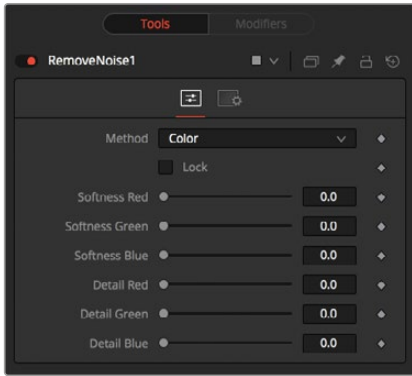 Tools Modifiers
RemoveNoise1
Method Color
Lock
Softness Red 0.0
Softness Green 0.0
Softness Blue 0.0
Detail Red 0.0
Detail Green 0.0
Detail Blue 0.0